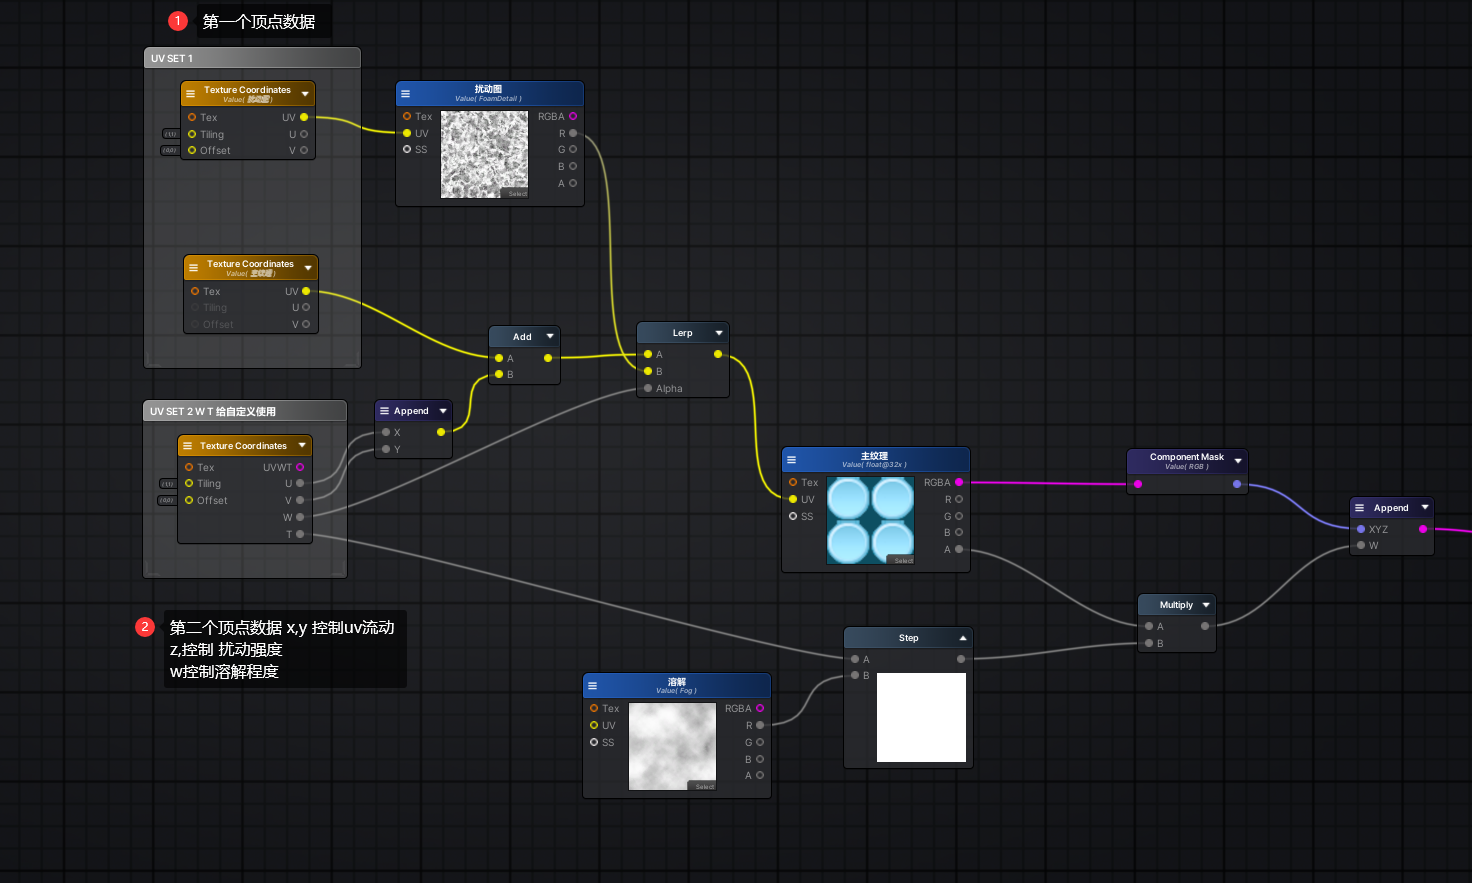 1 第一个顶点数据
UV SET 1
Texture Coordinates
Value( 扰动图 )
Tex UV
Tiling U
Offset V
扰动图
Value( FoamDetail )
Tex RGBA
UV R
SS G
B
A
Select
Texture Coordinates
Value( 主纹理 )
Tex UV
Tiling U
Offset V
Add
A
B
Lerp
A
B
Alpha
UV SET 2 W T 给自定义使用
Texture Coordinates
Tex UVWT
Tiling U
Offset V
W
T
Append
X
Y
主纹理
Value( float@32x )
Tex RGBA
UV R
SS G
B
A
Select
Component Mask
Value( RGB )
Append
XYZ
W
Multiply
A
B
2 第二个顶点数据 x,y 控制uv流动
z,控制 扰动强度
w控制溶解程度
Step
A
B
溶解
Value( Fog )
Tex RGBA
UV R
SS G
B
A
Select